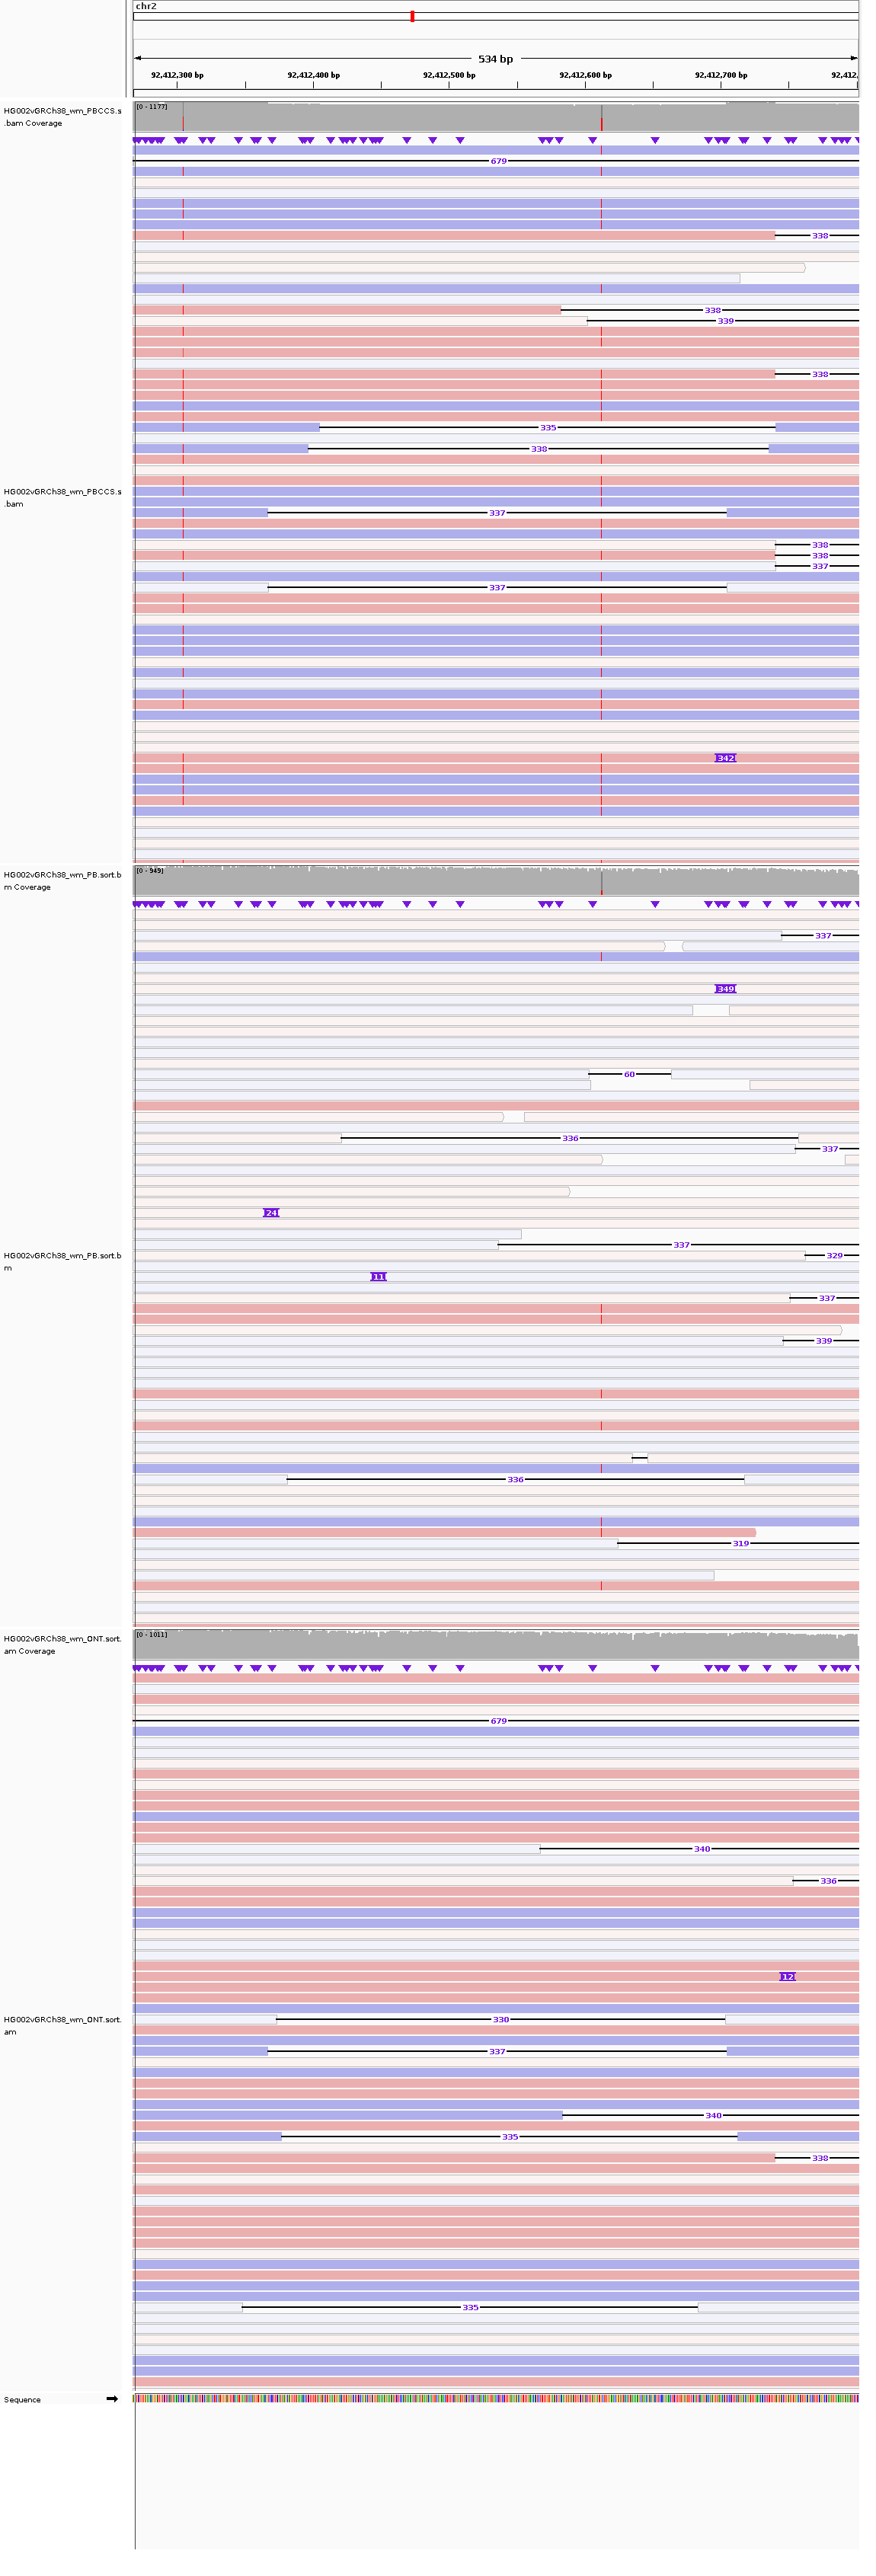 chr2
534 bp
92,412,300 bp 92,412,400 bp 92,412,500 bp 92,412,600 bp 92,412,700 bp 92,412,
HG002vGRCh38_wm_PBCCS.s
.bam Coverage
[0 - 1177]
679
338
338
339
338
335
338
HG002vGRCh38_wm_PBCCS.s
.bam
337
338
338
337
337
342
HG002vGRCh38_wm_PB.sort.b
m Coverage
[0 - 949]
337
349
60
336
337
24
337
HG002vGRCh38_wm_PB.sort.b
m
329
11
337
339
336
319
HG002vGRCh38_wm_ONT.sort.
am Coverage
[0 - 1011]
679
340
336
12
HG002vGRCh38_wm_ONT.sort.
am
330
337
340
335
338
335
Sequence